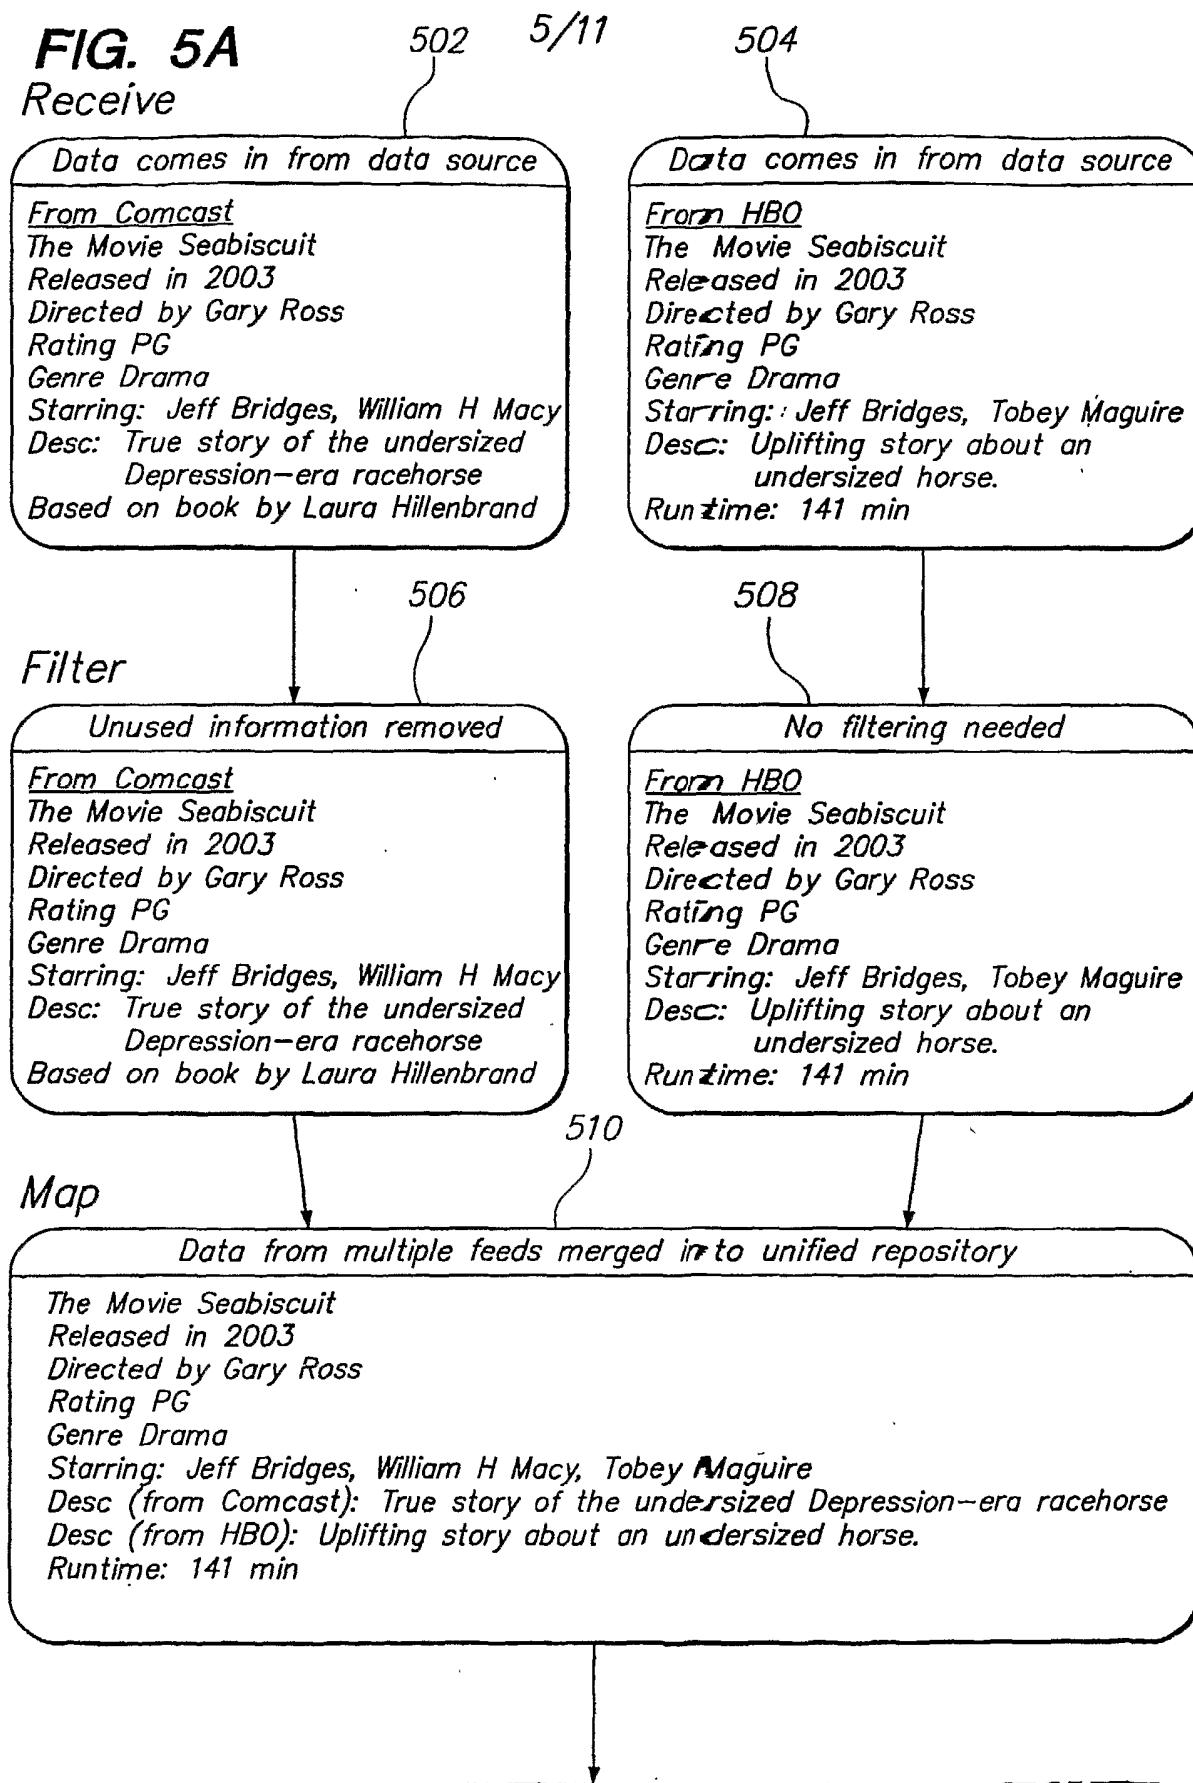 5/11
FIG. 5A
502
504
Receive
Data comes in from data source
From Comcast
The Movie Seabiscuit
Released in 2003
Directed by Gary Ross
Rating PG
Genre Drama
Starring: Jeff Bridges, William H Macy
Desc: True story of the undersized
Depression-era racehorse
Based on book by Laura Hillenbrand
Data comes in from data source
From HBO
The Movie Seabiscuit
Released in 2003
Directed by Gary Ross
Rating PG
Genre Drama
Starring: Jeff Bridges, Tobey Maguire
Desc: Uplifting story about an
undersized horse.
Runtime: 141 min
506
508
Filter
Unused information removed
From Comcast
The Movie Seabiscuit
Released in 2003
Directed by Gary Ross
Rating PG
Genre Drama
Starring: Jeff Bridges, William H Macy
Desc: True story of the undersized
Depression-era racehorse
Based on book by Laura Hillenbrand
No filtering needed
From HBO
The Movie Seabiscuit
Released in 2003
Directed by Gary Ross
Rating PG
Genre Drama
Starring: Jeff Bridges, Tobey Maguire
Desc: Uplifting story about an
undersized horse.
Runtime: 141 min
510
Map
Data from multiple feeds merged in to unified repository
The Movie Seabiscuit
Released in 2003
Directed by Gary Ross
Rating PG
Genre Drama
Starring: Jeff Bridges, William H Macy, Tobey Maguire
Desc (from Comcast): True story of the undersized Depression-era racehorse
Desc (from HBO): Uplifting story about an undersized horse.
Runtime: 141 min